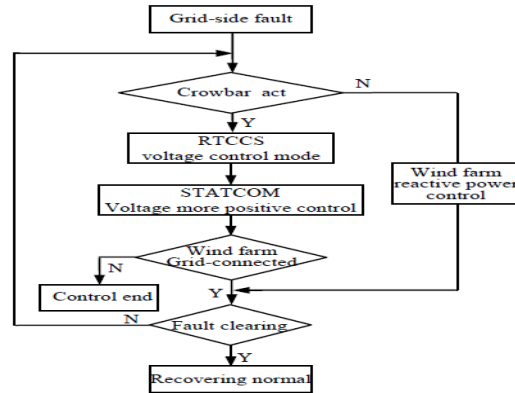 Grid-side fault
Crowbar act
N
Y
RTCCS
voltage control mode
Wind farm
reactive power
control
STATCOM
Voltage more positive control
Wind farm
Grid-connected
N
Y
Control end
N
Fault clearing
Y
Recovering normal